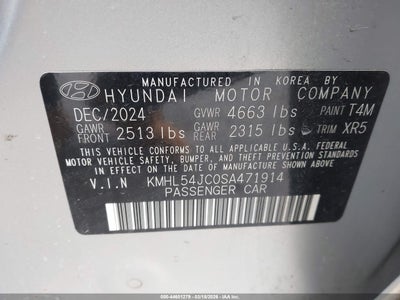 MANUFACTURED IN KOREA BY
HYUNDAI MOTOR COMPANY
DEC/2024 GVWR 4663 lbs PAINT T4M
GAWR FRONT 2513 lbs GAWR REAR 2315 lbs TRIM XR5
THIS VEHICLE CONFORMS TO ALL APPLICABLE U.S.A FEDERAL
MOTOR VEHICLE SAFETY, BUMPER, AND THEFT PREVENTION
STANDARDS IN EFFECT ON THE DATE OF MANUFACTURE
SHOWN ABOVE.
V.I.N KMHL54JC0SA471914
PASSENGER CAR